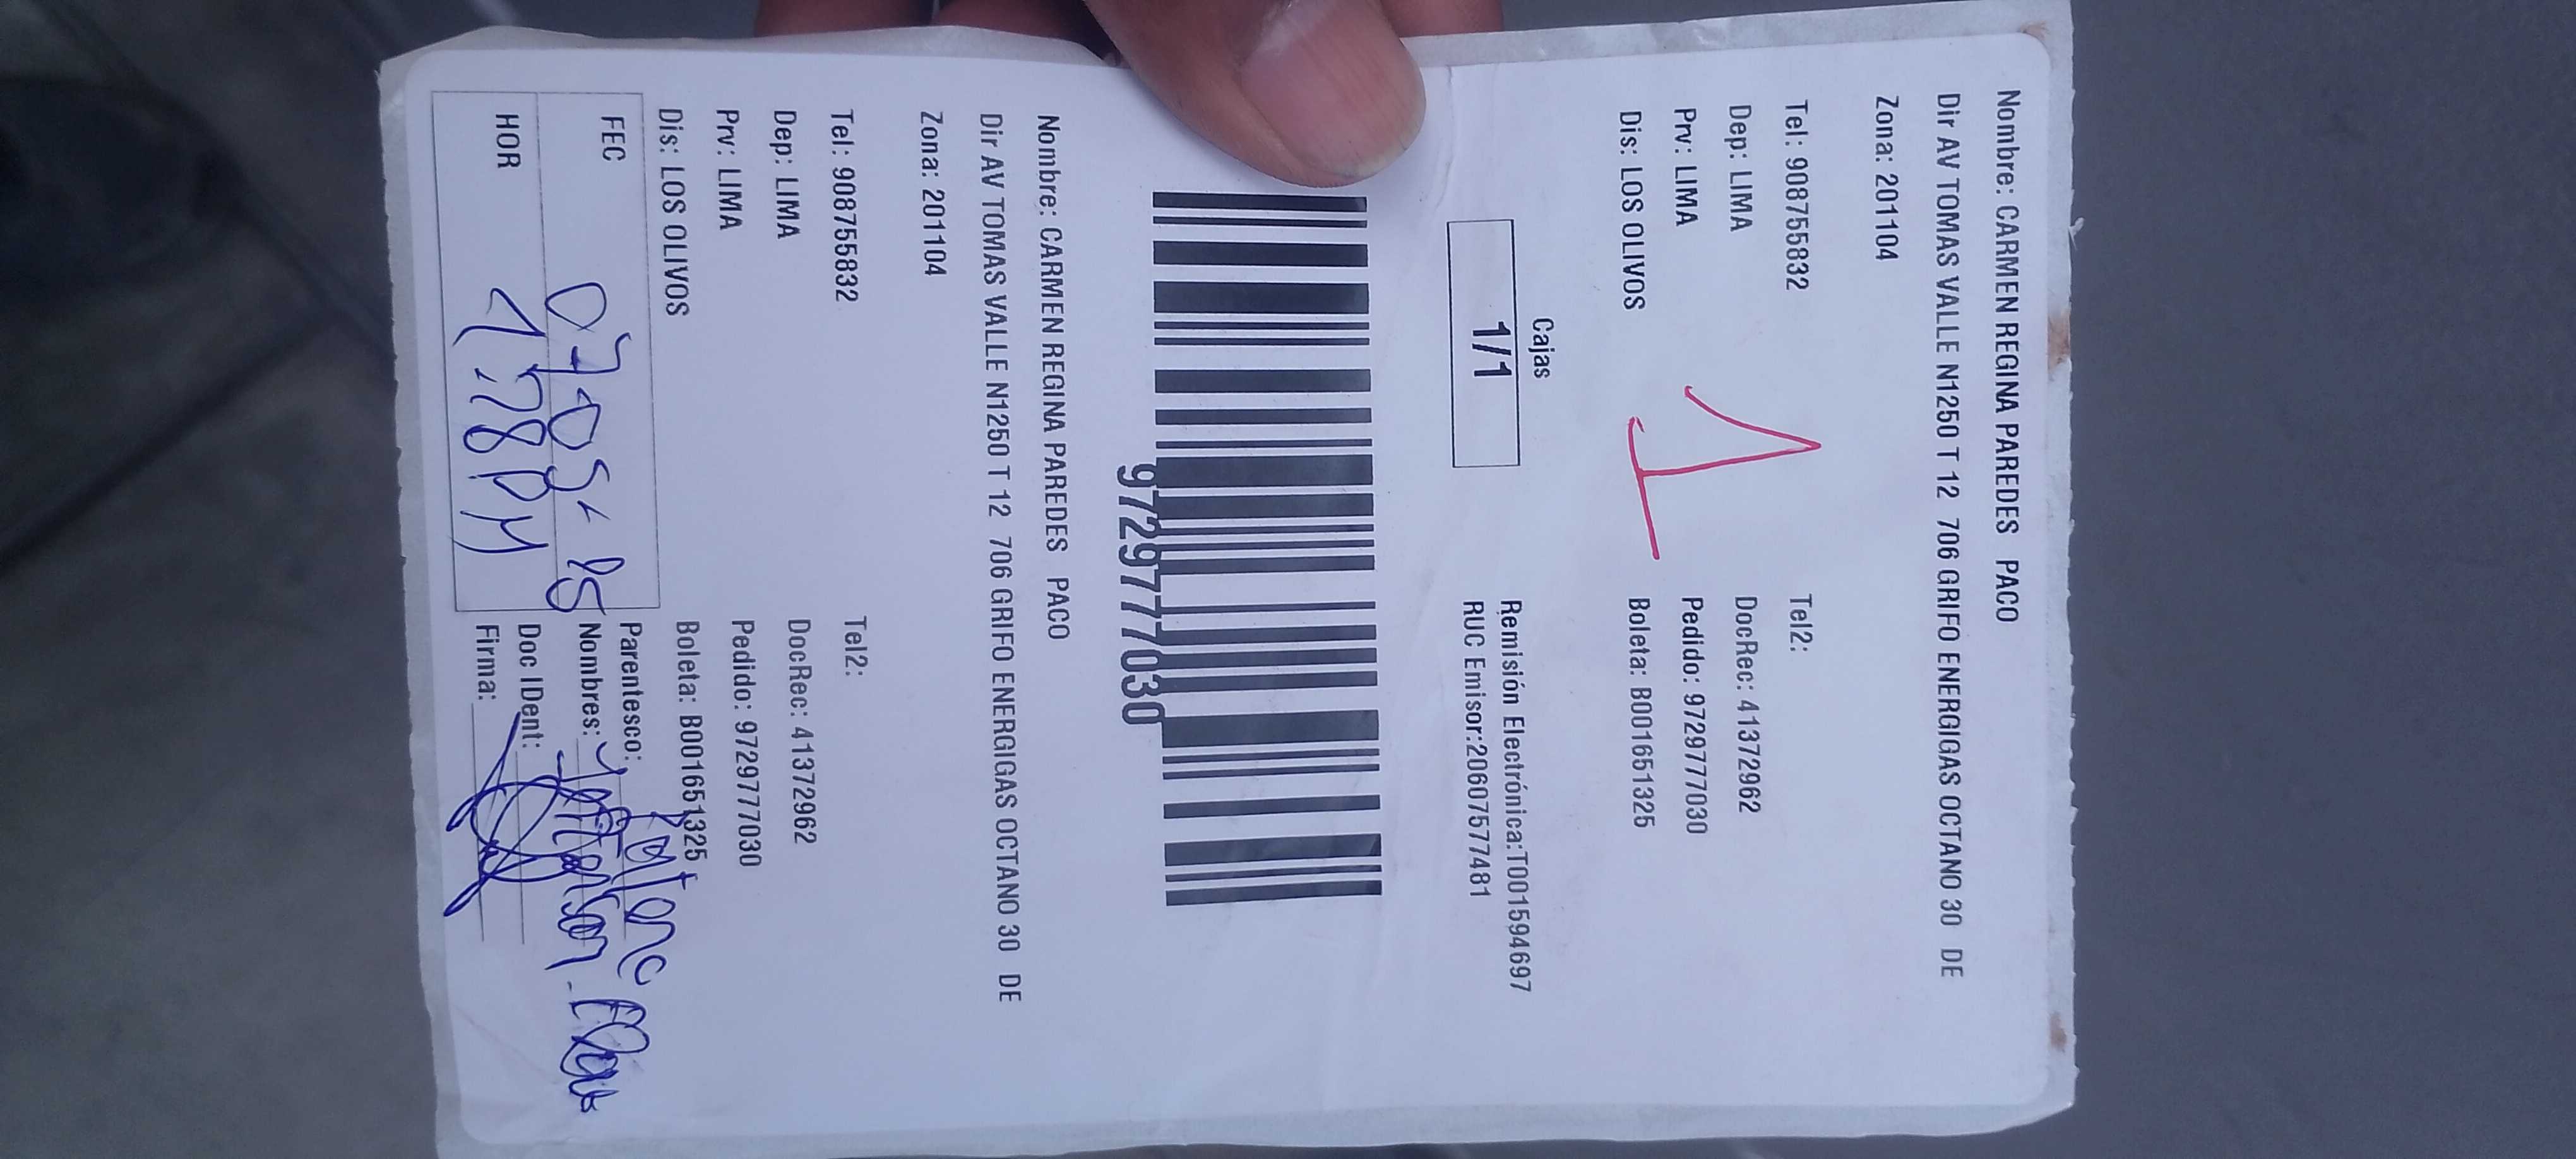 Nombre: CARMEN REGINA PAREDES PACO
Dir AV TOMAS VALLE N1250 T 12 706 GRIFO ENERGIGAS OCTANO 30 DE
Zona: 201104
Tel: 908755832 Tel2:
Dep: LIMA DocRec: 41372962
Prv: LIMA Pedido: 9729777030
Dis: LOS OLIVOS Boleta: B001651325
1
Cajas
1/1
Remisión Electrónica:T001594697
RUC Emisor:20607577481
9729777030
Nombre: CARMEN REGINA PAREDES PACO
Dir AV TOMAS VALLE N1250 T 12 706 GRIFO ENERGIGAS OCTANO 30 DE
Zona: 201104
Tel: 908755832 Tel2:
Dep: LIMA DocRec: 41372962
Prv: LIMA Pedido: 9729777030
Dis: LOS OLIVOS Boleta: B001651325
FEC
HOR
Parentesco:
Nombres:
Doc IDent:
Firma: